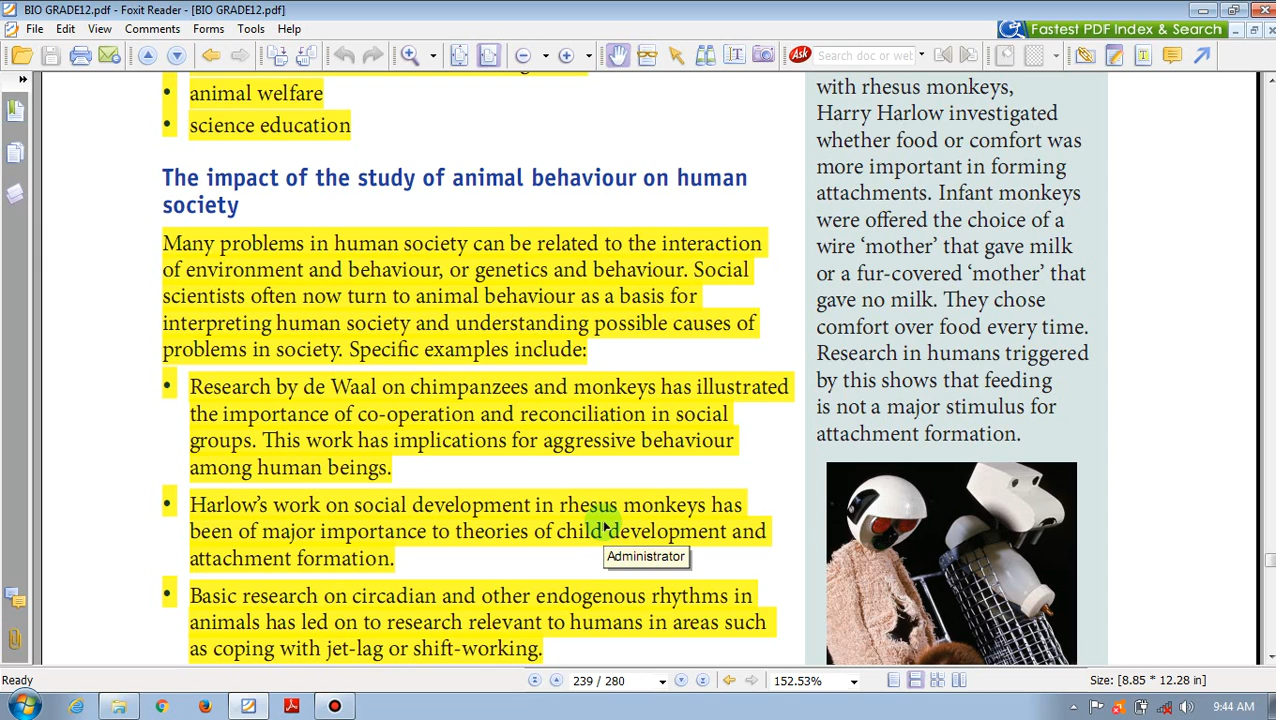 BIO GRADE12.pdf - Foxit Reader - [BIO GRADE12.pdf]
File Edit View Comments Forms Tools Help
Fastest PDF Index & Search
Ask Search doc or wet
• animal welfare
• science education
The impact of the study of animal behaviour on human
society
Many problems in human society can be related to the interaction
of environment and behaviour, or genetics and behaviour. Social
scientists often now turn to animal behaviour as a basis for
interpreting human society and understanding possible causes of
problems in society. Specific examples include:
• Research by de Waal on chimpanzees and monkeys has illustrated
the importance of co-operation and reconciliation in social
groups. This work has implications for aggressive behaviour
among human beings.
• Harlow's work on social development in rhesus monkeys has
been of major importance to theories of child development and
attachment formation.
Administrator
• Basic research on circadian and other endogenous rhythms in
animals has led on to research relevant to humans in areas such
as coping with jet-lag or shift-working.
with rhesus monkeys,
Harry Harlow investigated
whether food or comfort was
more important in forming
attachments. Infant monkeys
were offered the choice of a
wire ‘mother’ that gave milk
or a fur-covered ‘mother’ that
gave no milk. They chose
comfort over food every time.
Research in humans triggered
by this shows that feeding
is not a major stimulus for
attachment formation.
Ready
239 / 280
152.53%
Size: [8.85 * 12.28 in]
9:44 AM